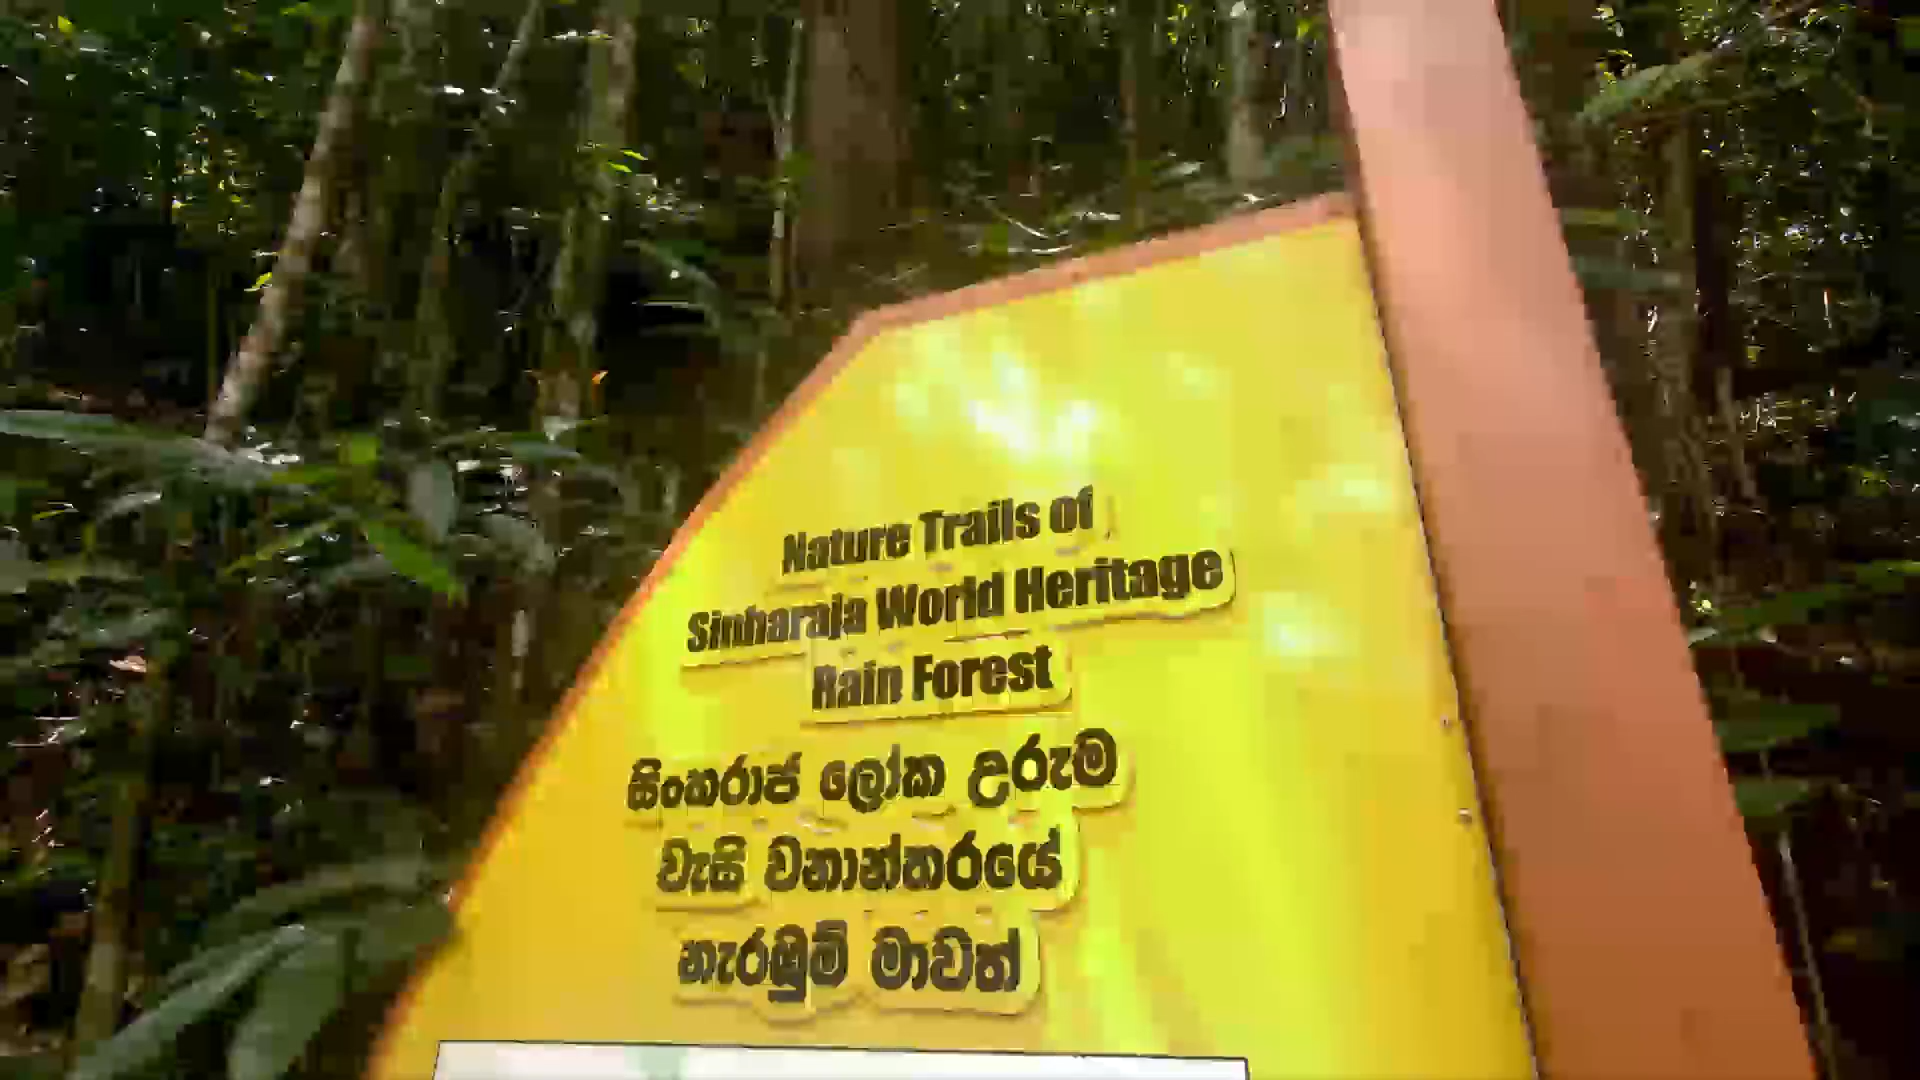 Nature Trails of
Sinharaja World Heritage
Rain Forest
සිංහරාජ ලෝක උරුම
වැසි වනාන්තරයේ
නැරඹුම් මාවත්